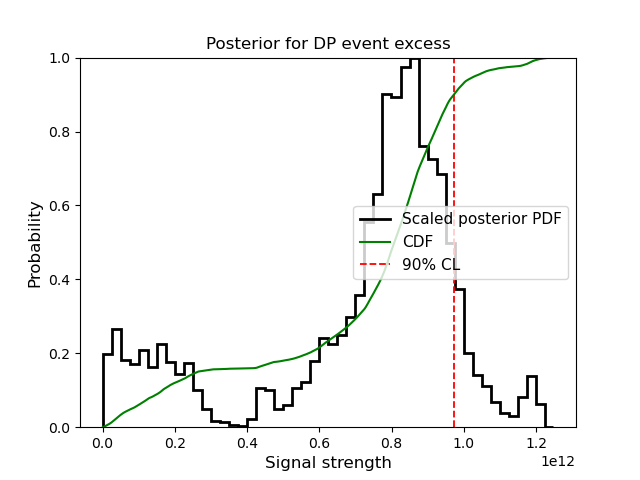 Posterior for DP event excess
Probability
1.0
0.8
0.6
0.4
0.2
0.0
Scaled posterior PDF
CDF
90% CL
0.0 0.2 0.4 0.6 0.8 1.0 1.2
1e12
Signal strength